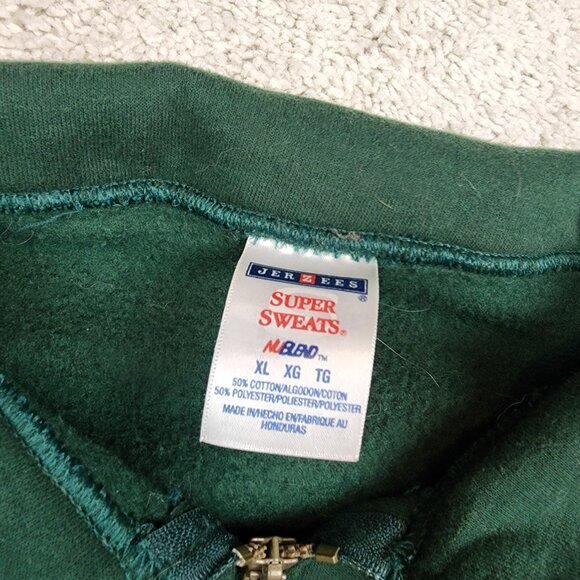 JERZEES®
SUPER
SWEATS®
NUBLEND™
XL XG TG
50% COTTON/ALGODON/COTON
50% POLYESTER/POLIESTER/POLYESTER
MADE IN/HECHO EN/FABRIQUE AU
HONDURAS